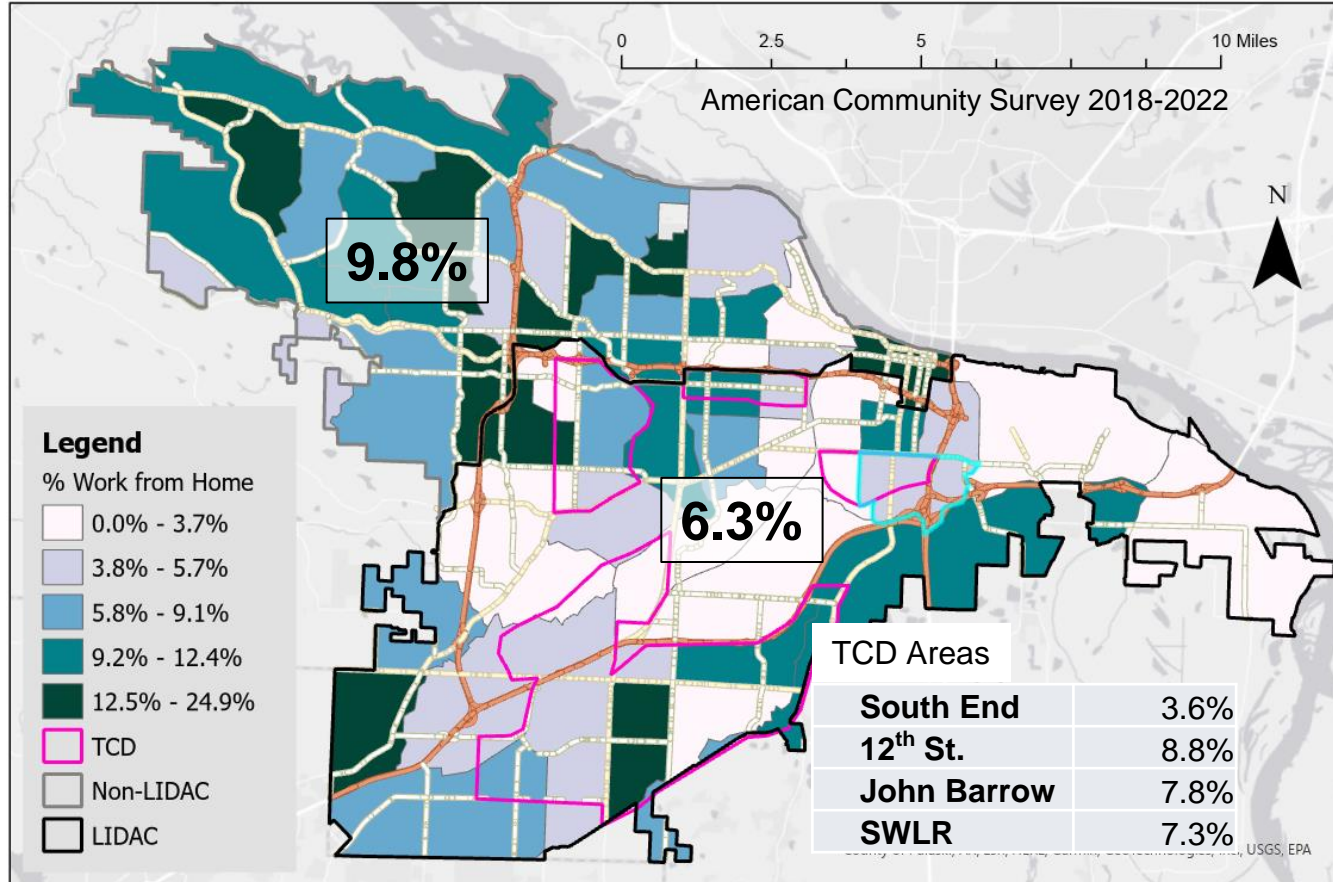 0 2.5 5 10 Miles
American Community Survey 2018-2022
N
9.8%
6.3%
Legend
% Work from Home
0.0% - 3.7%
3.8% - 5.7%
5.8% - 9.1%
9.2% - 12.4%
12.5% - 24.9%
TCD
Non-LIDAC
LIDAC
TCD Areas
South End 3.6%
12th St. 8.8%
John Barrow 7.8%
SWLR 7.3%
USGS, EPA